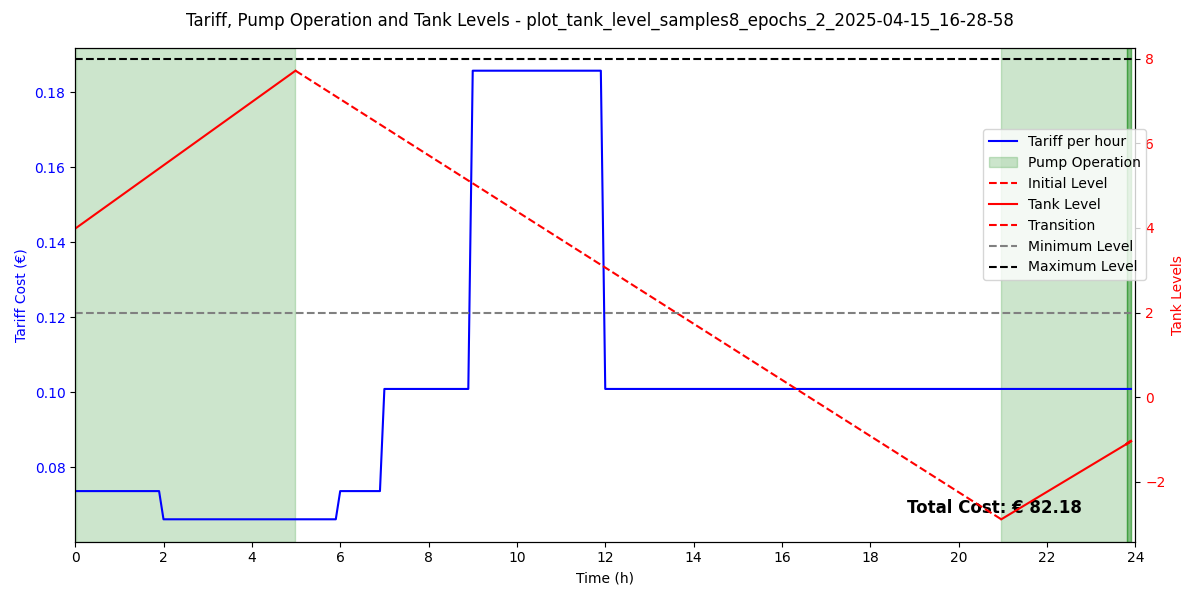 Tariff, Pump Operation and Tank Levels - plot_tank_level_samples8_epochs_2_2025-04-15_16-28-58
Tariff Cost (€)
0.18
0.16
0.14
0.12
0.10
0.08
Tariff per hour
Pump Operation
Initial Level
Tank Level
Transition
Minimum Level
Maximum Level
8
6
4
2
0
−2
Tank Levels
Total Cost: € 82.18
0 2 4 6 8 10 12 14 16 18 20 22 24
Time (h)